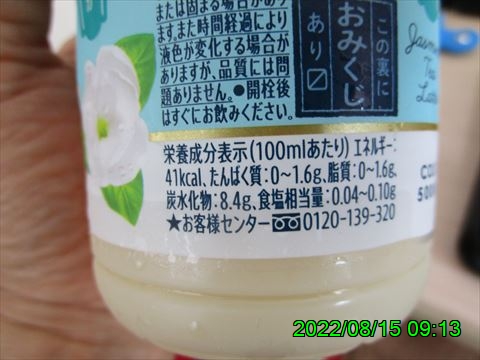 または固まる場合があり
ます。また時間経過により
液色が変化する場合が
ありますが、品質には問
題ありません。●開栓後
はすぐにお飲みください。
この裏に
おみくじ
あり
Jasmine
Tea
栄養成分表示(100mlあたり) エネルギー:
41kcal、たんぱく質:0~1.6g、脂質:0~1.6g、
炭水化物:8.4g、食塩相当量:0.04~0.10g
★お客様センター 0120-139-320
2022/08/15 09:13